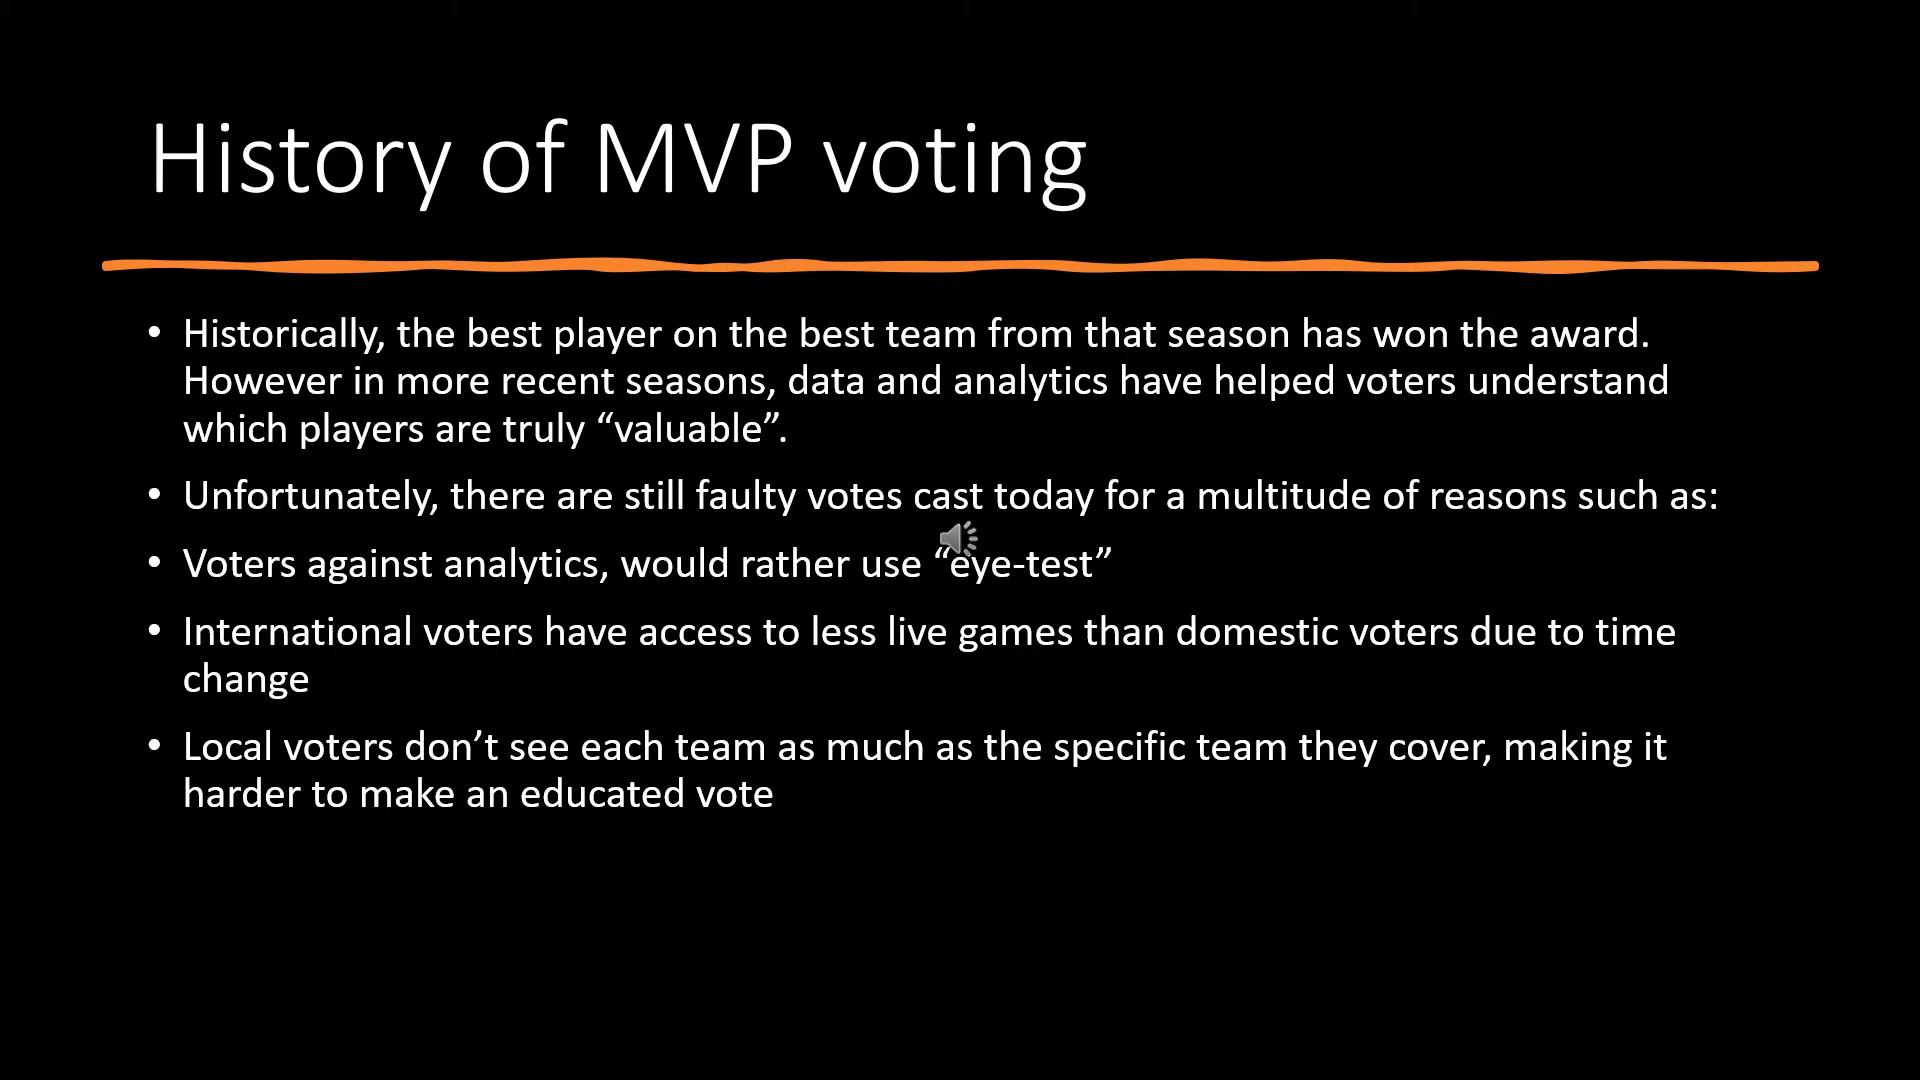 History of MVP voting
• Historically, the best player on the best team from that season has won the award.
However in more recent seasons, data and analytics have helped voters understand
which players are truly “valuable”.
• Unfortunately, there are still faulty votes cast today for a multitude of reasons such as:
• Voters against analytics, would rather use “eye-test”
• International voters have access to less live games than domestic voters due to time
change
• Local voters don’t see each team as much as the specific team they cover, making it
harder to make an educated vote